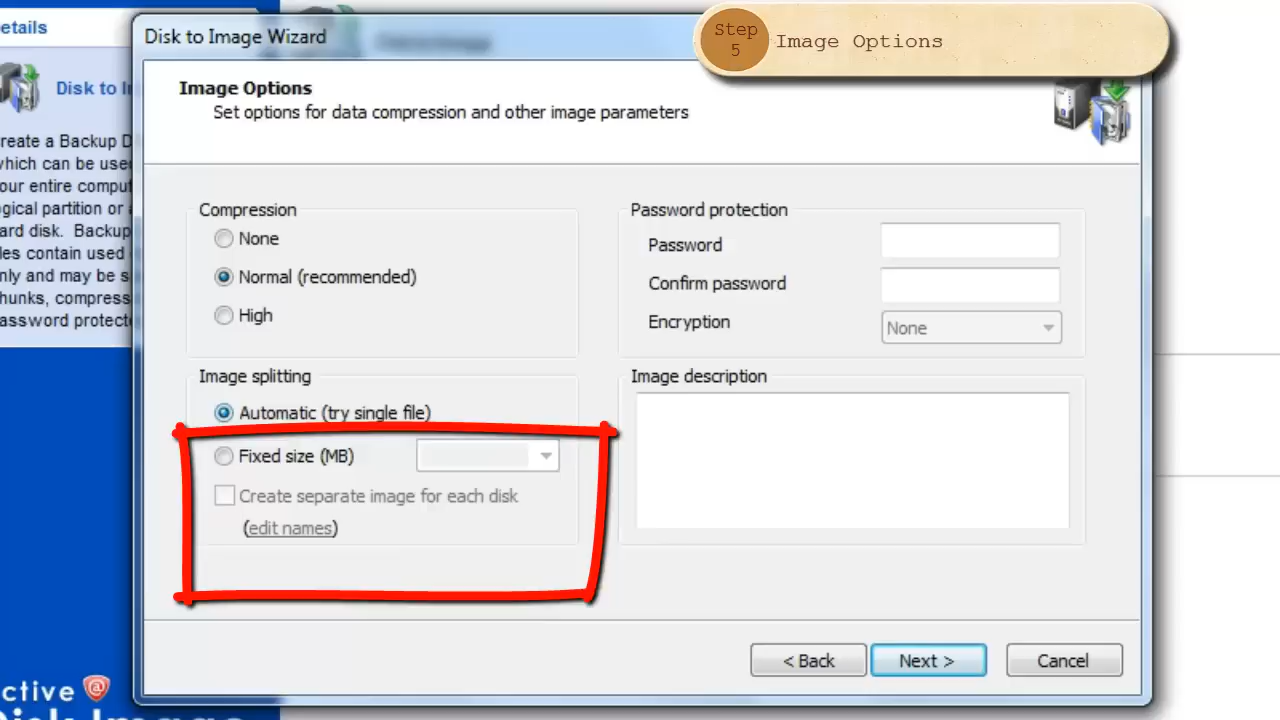 etails
Disk to Image Wizard
Step
5
Image Options
Image Options
Set options for data compression and other image parameters
Disk to I
reate a Backup D
which can be use
our entire comput
ogical partition or
ard disk. Backup
les contain used
nly and may be s
hunks, compress
assword protect
Compression
None
Normal (recommended)
High
Password protection
Password
Confirm password
Encryption
None
Image splitting
Automatic (try single file)
Fixed size (MB)
Create separate image for each disk
(edit names)
Image description
< Back
Next >
Cancel
ctive @
Disk Image